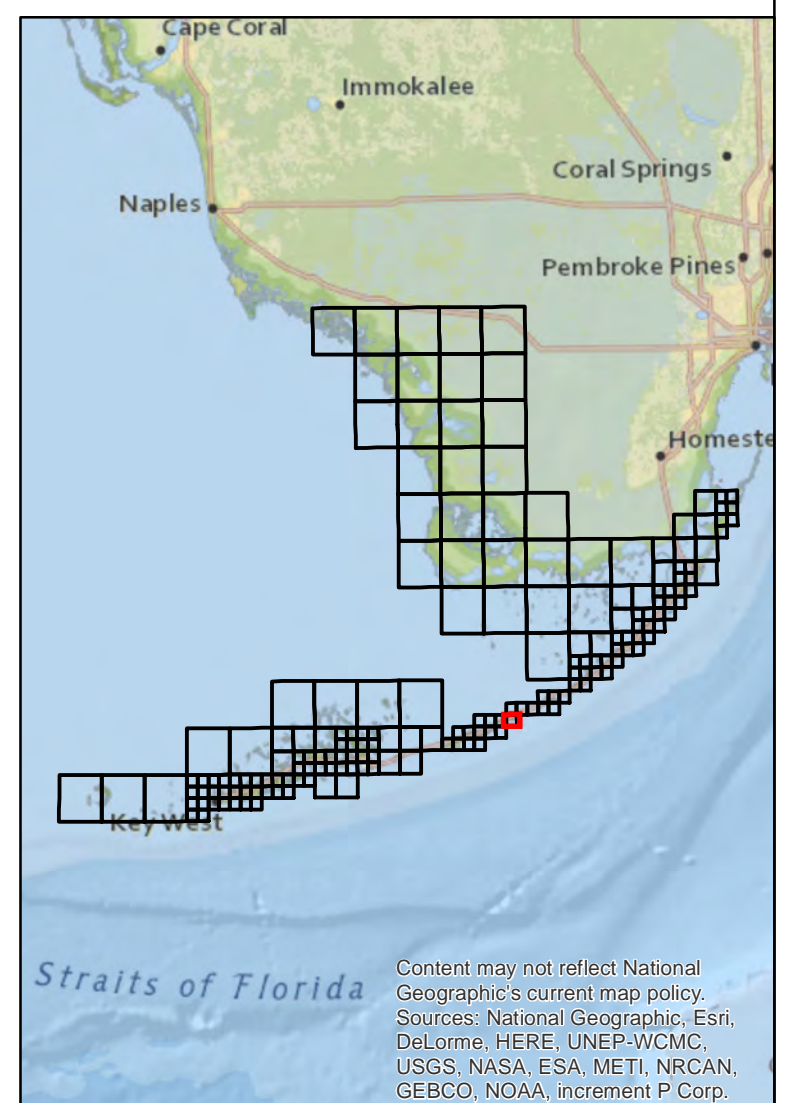 Cape Coral
Immokalee
Coral Springs
Naples
Pembroke Pines
Homeste
Key West
Straits of Florida
Content may not reflect National
Geographic's current map policy.
Sources: National Geographic, Esri,
DeLorme, HERE, UNEP-WCMC,
USGS, NASA, ESA, METI, NRCAN,
GEBCO, NOAA, increment P Corp.